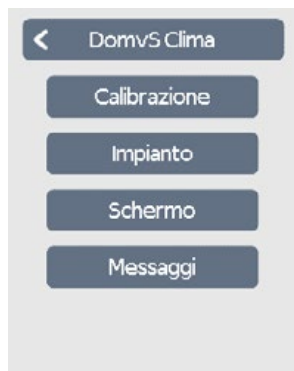 DomvS Clima
Calibrazione
Impianto
Schermo
Messaggi